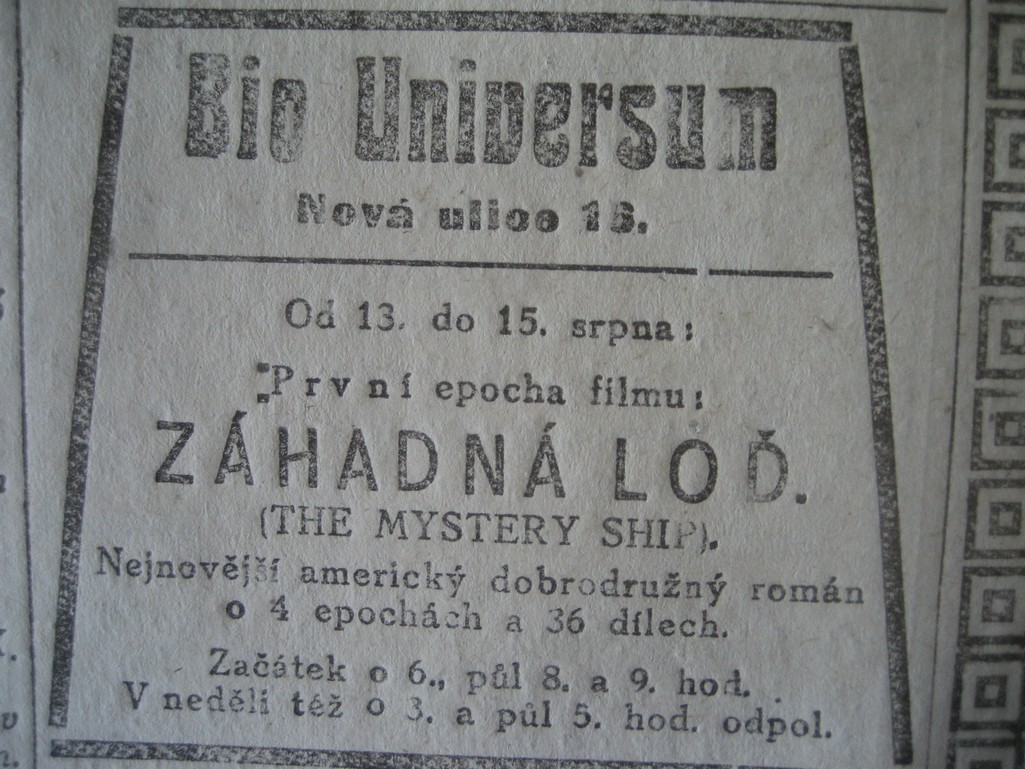 Bio Universum
Nová ulice 16.
Od 13. do 15. srpna:
První epocha filmu:
ZÁHADNÁ LOĎ.
(THE MYSTERY SHIP).
Nejnovější americký dobrodružný román
o 4 epochách a 36 dílech.
Začátek o 6., půl 8. a 9. hod.
V neděli též o 3. a půl 5. hod. odpol.